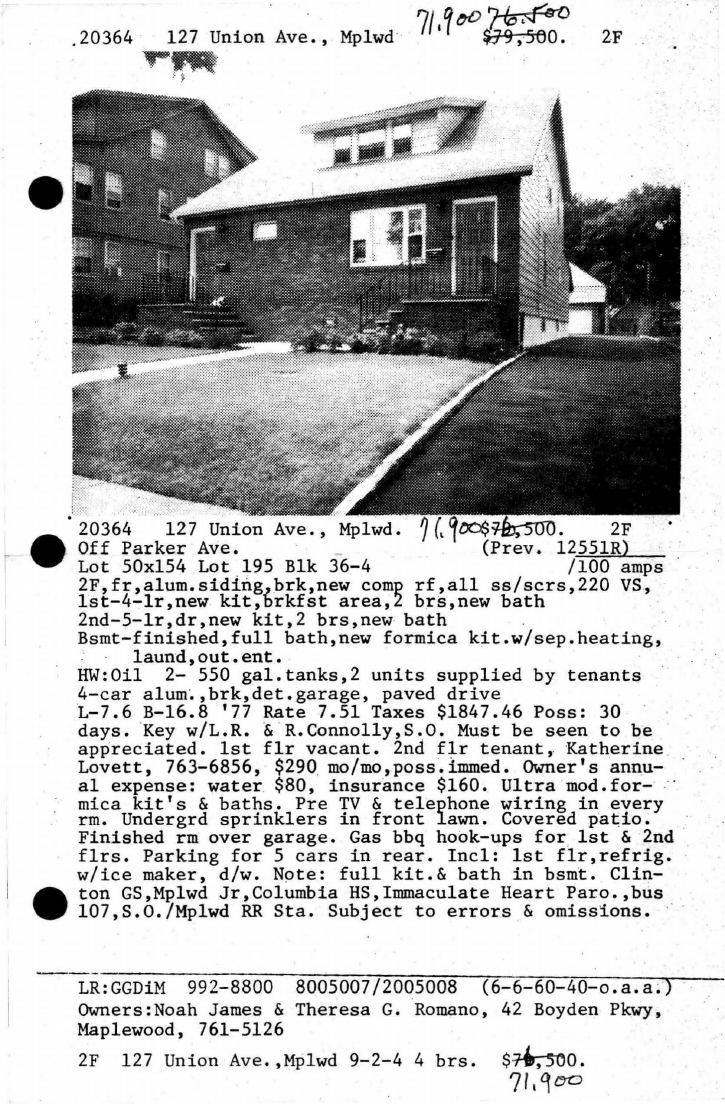 71,900 76,500
.20364 127 Union Ave., Mplwd $79,500. 2F
20364 127 Union Ave., Mplwd. 71,900 $76,500. 2F
Off Parker Ave. (Prev. 12551R)
Lot 50x154 Lot 195 Blk 36-4 /100 amps
2F,fr,alum.siding,brk,new comp rf,all ss/scrs,220 VS,
1st-4-lr,new kit,brkfst area,2 brs,new bath
2nd-5-lr,dr,new kit,2 brs,new bath
Bsmt-finished,full bath,new formica kit.w/sep.heating,
laund,out.ent.
HW:Oil 2- 550 gal.tanks,2 units supplied by tenants
4-car alum.,brk,det.garage, paved drive
L-7.6 B-16.8 '77 Rate 7.51 Taxes $1847.46 Poss: 30
days. Key w/L.R. & R.Connolly,S.O. Must be seen to be
appreciated. 1st flr vacant. 2nd flr tenant, Katherine
Lovett, 763-6856, $290 mo/mo,poss.immed. Owner's annu-
al expense: water $80, insurance $160. Ultra mod.for-
mica kit's & baths. Pre TV & telephone wiring in every
rm. Undergrd sprinklers in front lawn. Covered patio.
Finished rm over garage. Gas bbq hook-ups for 1st & 2nd
flrs. Parking for 5 cars in rear. Incl: 1st flr,refrig.
w/ice maker, d/w. Note: full kit.& bath in bsmt. Clin-
ton GS,Mplwd Jr,Columbia HS,Immaculate Heart Paro.,bus
107,S.O./Mplwd RR Sta. Subject to errors & omissions.
LR:GGDiM 992-8800 8005007/2005008 (6-6-60-40-o.a.a.)
Owners:Noah James & Theresa G. Romano, 42 Boyden Pkwy,
Maplewood, 761-5126
2F 127 Union Ave.,Mplwd 9-2-4 4 brs. $76,500.
71,900